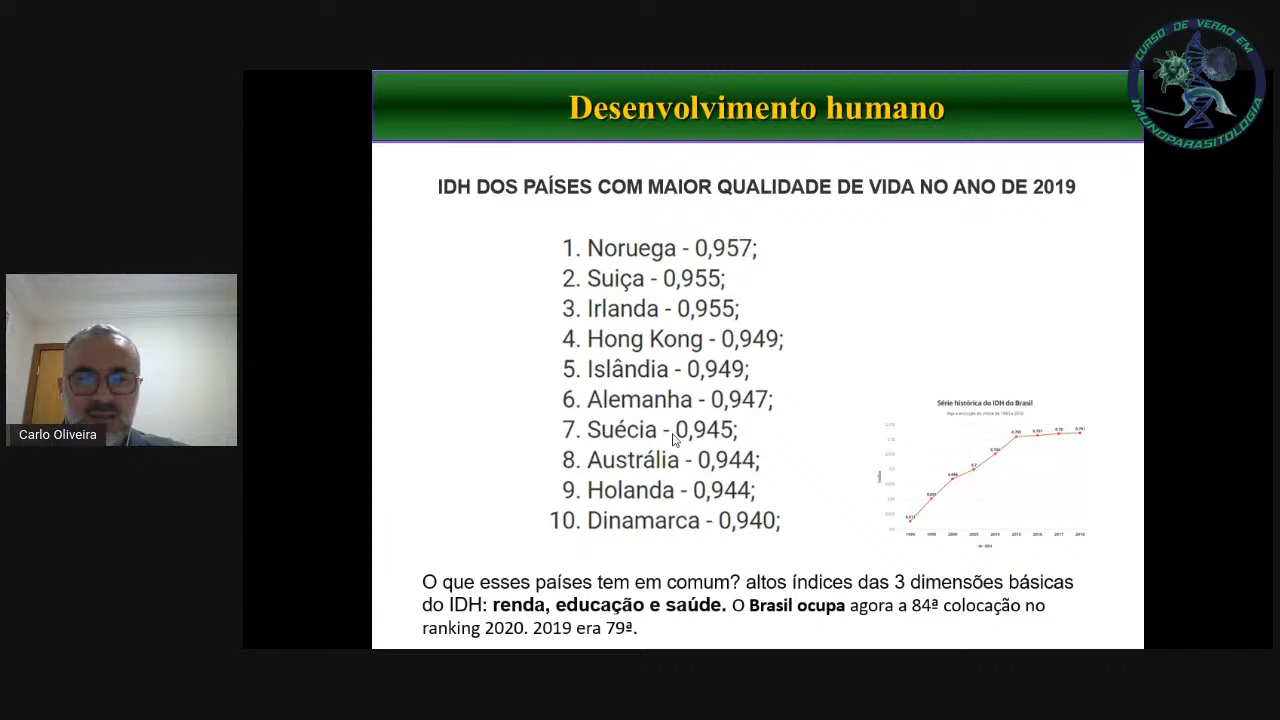 CURSO DE VERÃO EM
IMUNOPARASITOLOGIA
Desenvolvimento humano
IDH DOS PAÍSES COM MAIOR QUALIDADE DE VIDA NO ANO DE 2019
1. Noruega - 0,957;
2. Suiça - 0,955;
3. Irlanda - 0,955;
4. Hong Kong - 0,949;
5. Islândia - 0,949;
6. Alemanha - 0,947;
7. Suécia - 0,945;
8. Austrália - 0,944;
9. Holanda - 0,944;
10. Dinamarca - 0,940;
Série histórica do IDH do Brasil
IDH
O que esses países tem em comum? altos índices das 3 dimensões básicas
do IDH: renda, educação e saúde. O Brasil ocupa agora a 84ª colocação no
ranking 2020. 2019 era 79ª.
Carlo Oliveira